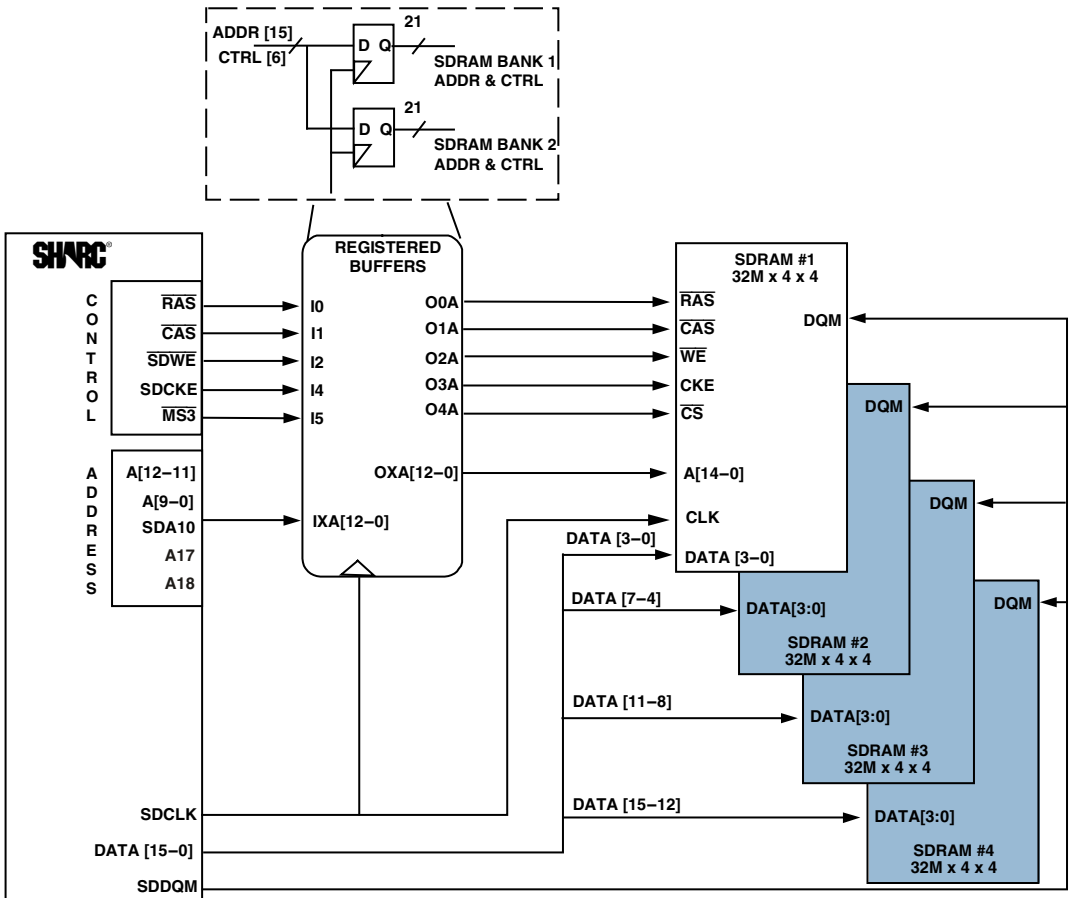 ADDR [15]
CTRL [6]
D Q
21
SDRAM BANK 1
ADDR & CTRL
D Q
21
SDRAM BANK 2
ADDR & CTRL
SHARC®
CONTROL
RAS
CAS
SDWE
SDCKE
MS3
ADDRESS
A[12–11]
A[9–0]
SDA10
A17
A18
SDCLK
DATA [15–0]
SDDQM
REGISTERED
BUFFERS
I0
I1
I2
I4
I5
IXA[12–0]
O0A
O1A
O2A
O3A
O4A
OXA[12–0]
SDRAM #1
32M x 4 x 4
RAS
CAS
WE
CKE
CS
A[14–0]
CLK
DATA [3–0]
DQM
DATA [3–0]
DATA [7–4]
DATA [11–8]
DATA [15–12]
DQM
DATA[3:0]
SDRAM #2
32M x 4 x 4
DQM
DATA[3:0]
SDRAM #3
32M x 4 x 4
DQM
DATA[3:0]
SDRAM #4
32M x 4 x 4